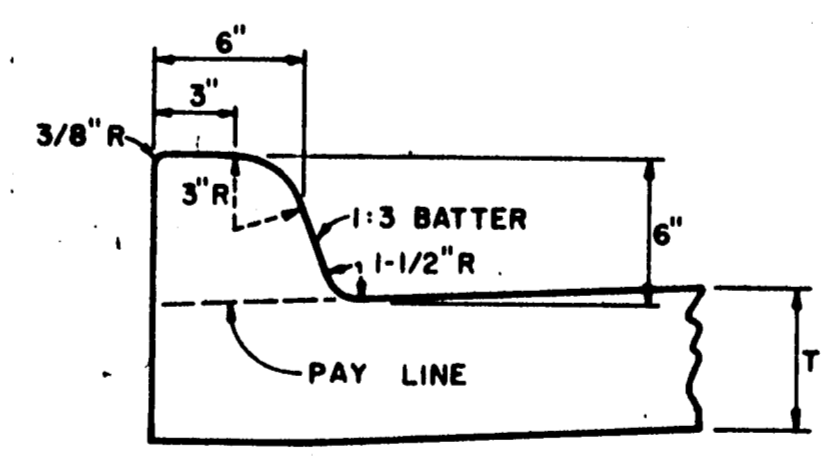 6"
3"
3/8" R
3" R
1:3 BATTER
6"
1-1/2" R
PAY LINE
T